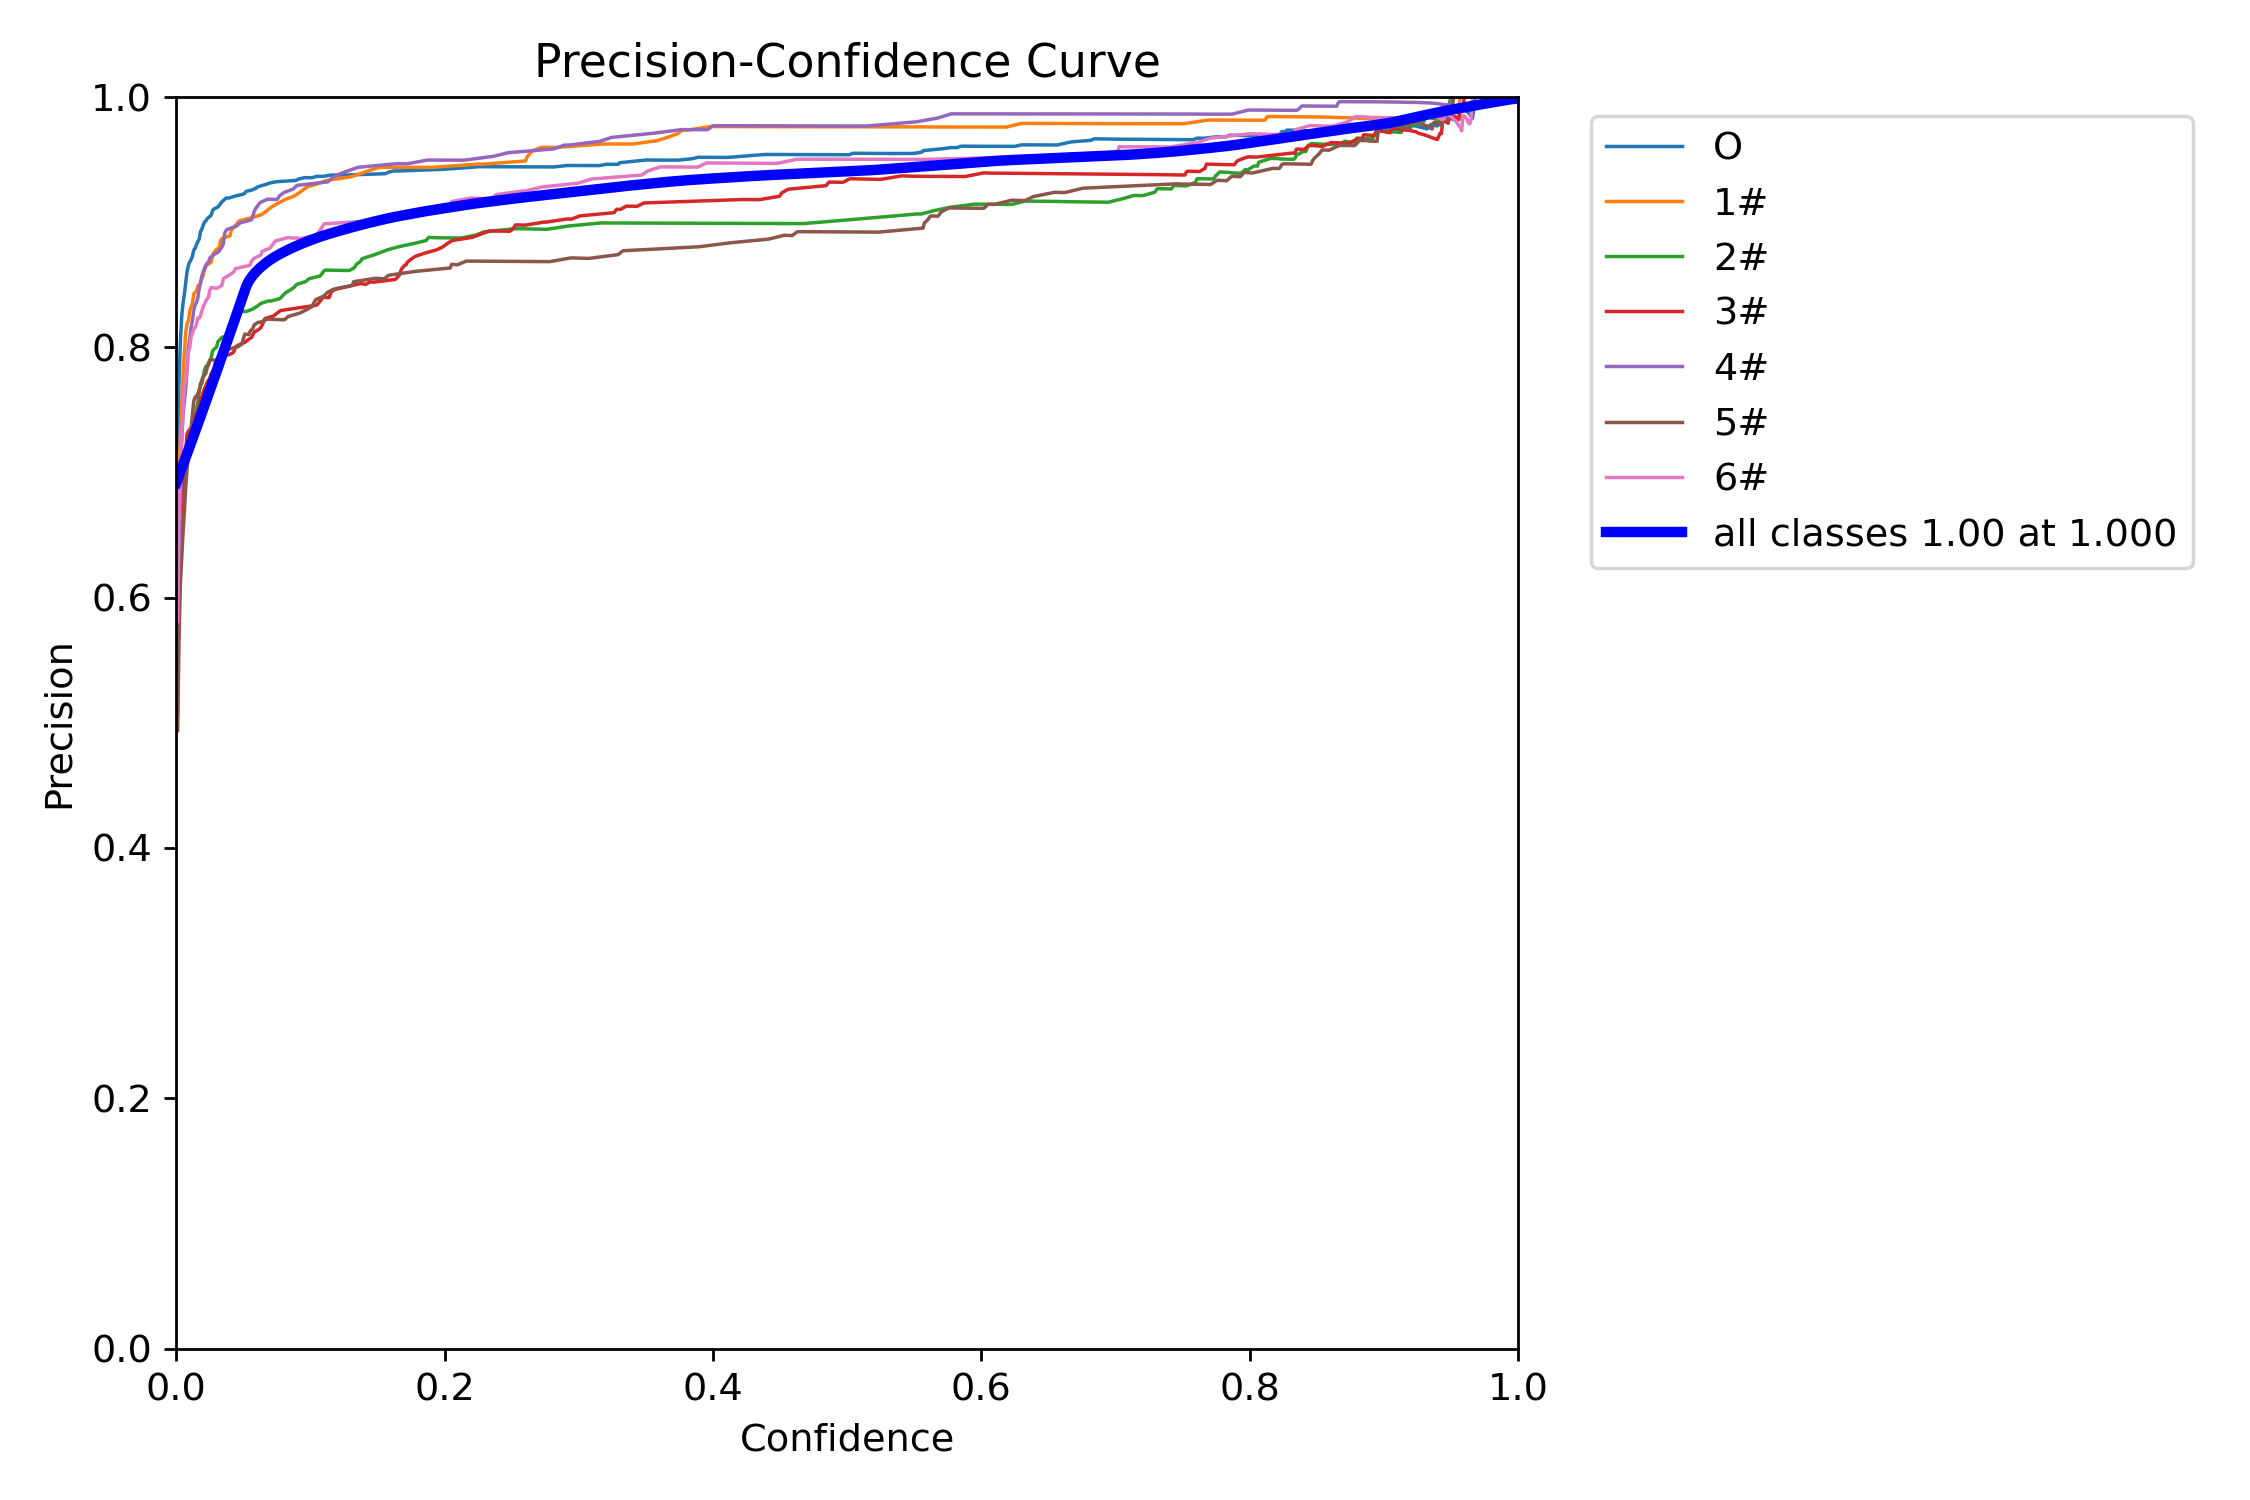 Precision-Confidence Curve
1.0
0.8
0.6
0.4
0.2
0.0
Precision
0.0 0.2 0.4 0.6 0.8 1.0
Confidence
O
1#
2#
3#
4#
5#
6#
all classes 1.00 at 1.000